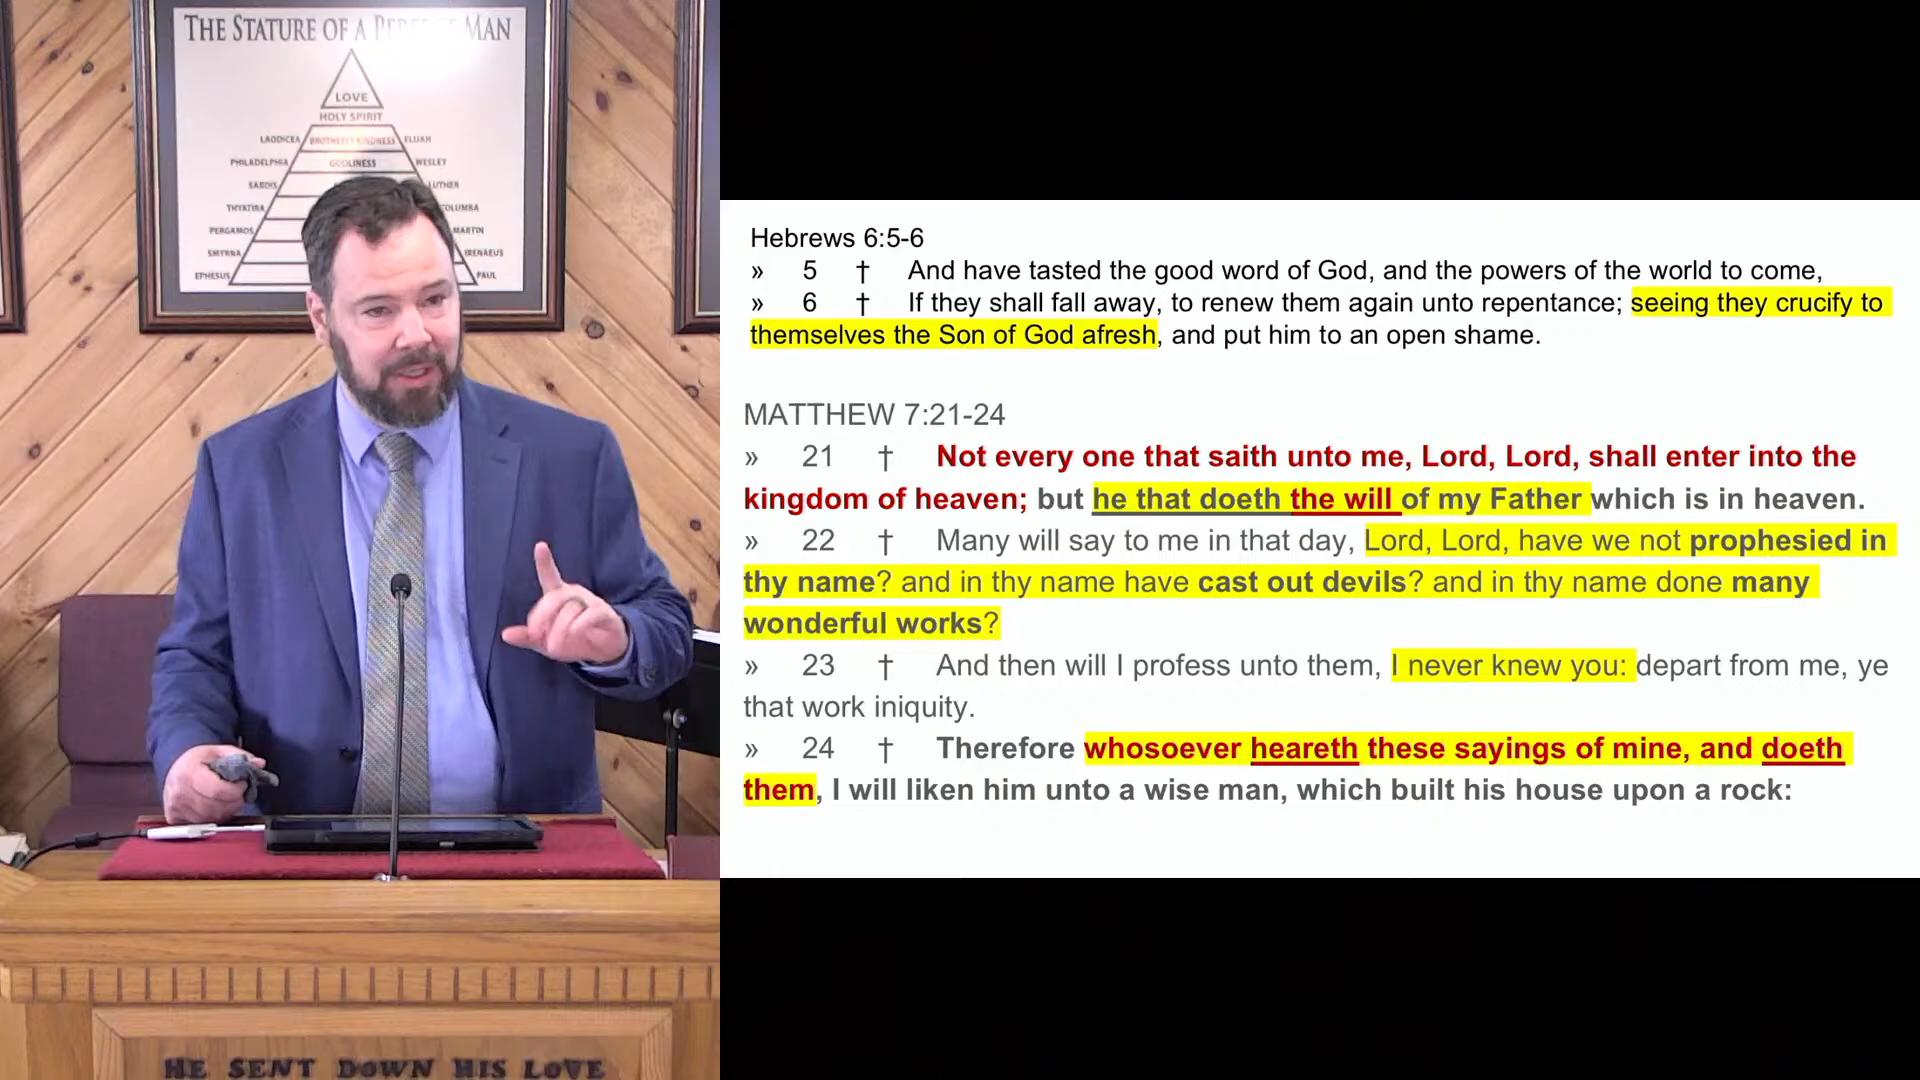 THE STATURE OF A MAN
LOVE
HOLY SPIRIT
LAODICEA BROTHERLY KINDNESS ELIJAH
PHILADELPHIA GODLINESS WESLEY
SARDIS LUTHER
THYATIRA COLUMBA
PERGAMOS MARTIN
SMYRNA IRENAEUS
EPHESUS PAUL
HE SENT DOWN HIS LOVE
Hebrews 6:5-6
» 5 † And have tasted the good word of God, and the powers of the world to come,
» 6 † If they shall fall away, to renew them again unto repentance; seeing they crucify to
themselves the Son of God afresh, and put him to an open shame.
MATTHEW 7:21-24
» 21 † Not every one that saith unto me, Lord, Lord, shall enter into the
kingdom of heaven; but he that doeth the will of my Father which is in heaven.
» 22 † Many will say to me in that day, Lord, Lord, have we not prophesied in
thy name? and in thy name have cast out devils? and in thy name done many
wonderful works?
» 23 † And then will I profess unto them, I never knew you: depart from me, ye
that work iniquity.
» 24 † Therefore whosoever heareth these sayings of mine, and doeth
them, I will liken him unto a wise man, which built his house upon a rock: